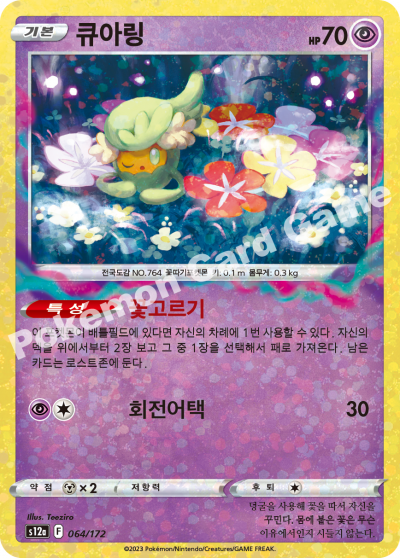 기본 큐아링 HP 70
전국도감 NO.764 꽃따기포켓몬 키: 0.1 m 몸무게: 0.3 kg
특성 꽃고르기
이 포켓몬이 배틀필드에 있다면 자신의 차례에 1번 사용할 수 있다. 자신의
덱을 위에서부터 2장 보고 그 중 1장을 선택해서 패로 가져온다. 남은
카드는 로스트존에 둔다.
회전어택 30
약점 ×2 저항력 후퇴
Illus. Teeziro
s12a F 064/172
덩굴을 사용해 꽃을 따서 자신을
꾸민다. 몸에 붙은 꽃은 무슨
이유에서인지 시들지 않는다.
©2023 Pokémon/Nintendo/Creatures/GAME FREAK.
Pokémon Card Game